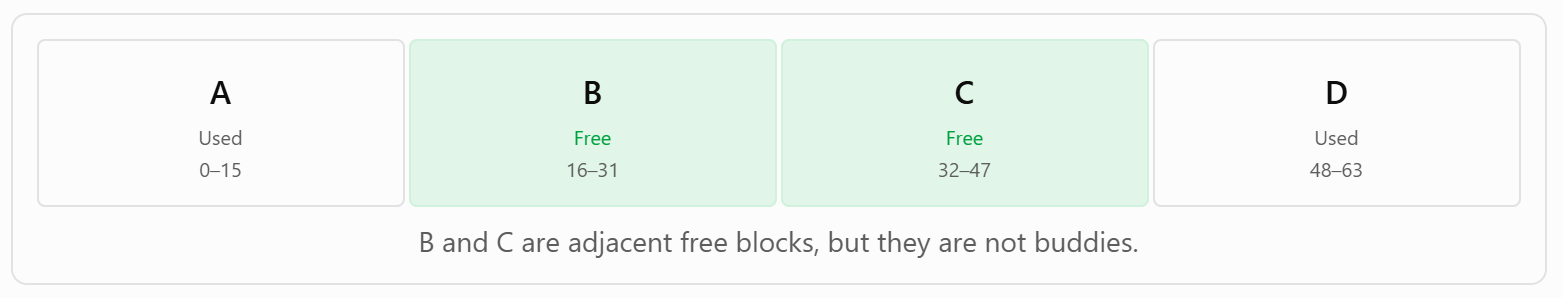 A
Used
0–15
B
Free
16–31
C
Free
32–47
D
Used
48–63
B and C are adjacent free blocks, but they are not buddies.